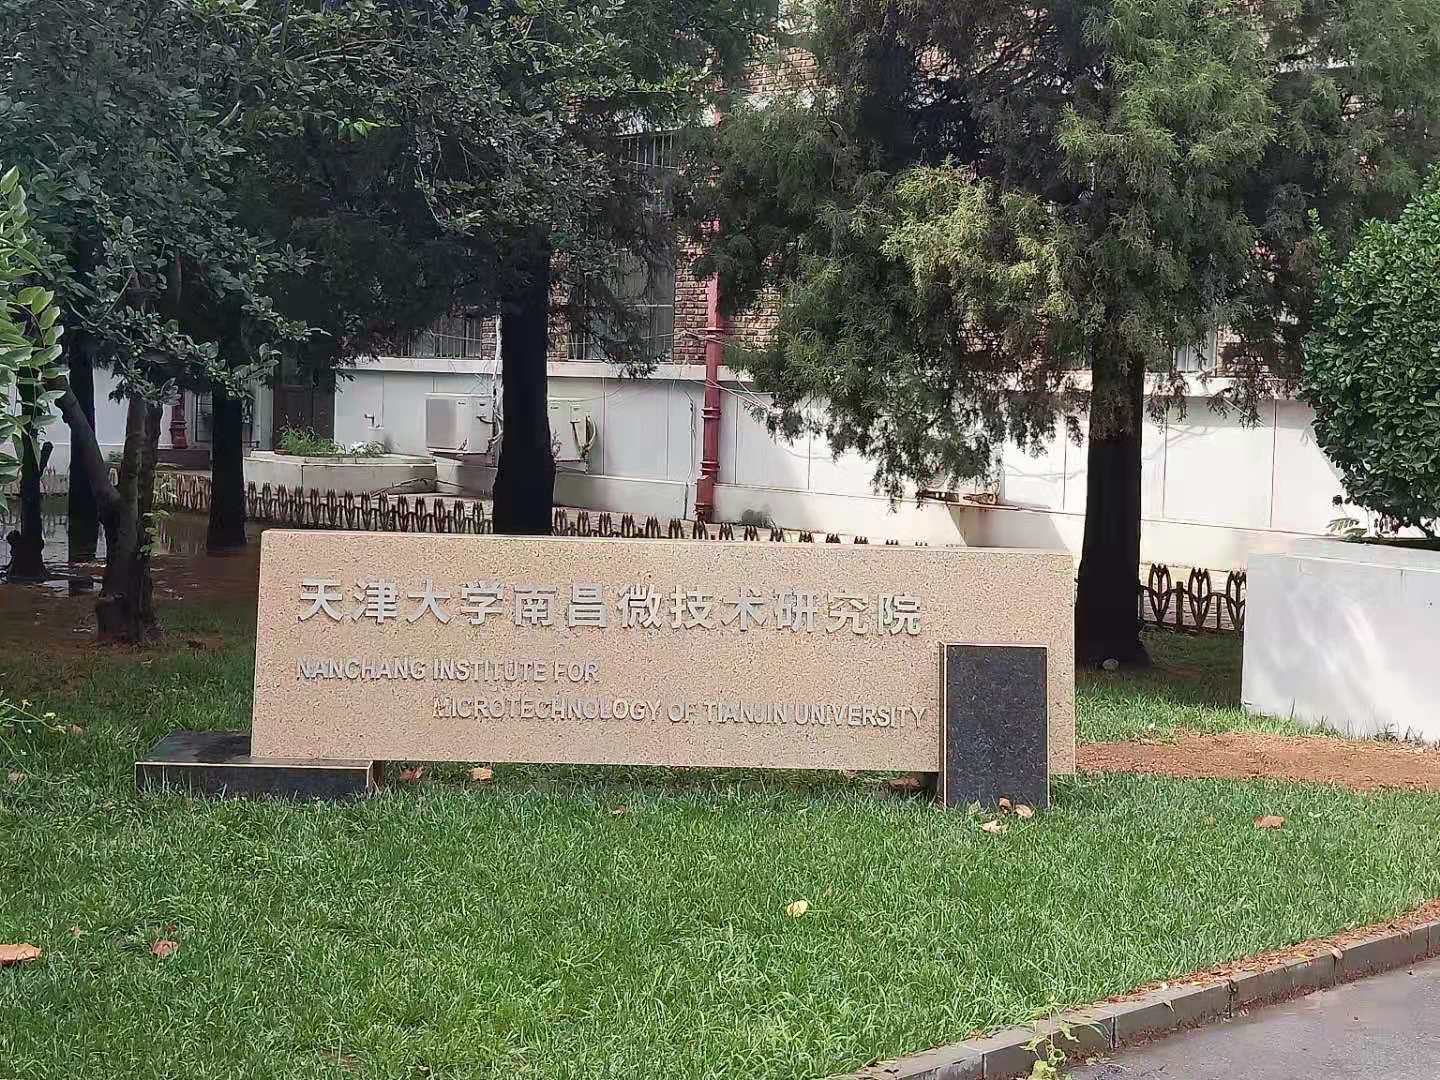 天津大学南昌微技术研究院
NANCHANG INSTITUTE FOR
MICROTECHNOLOGY OF TIANJIN UNIVERSITY